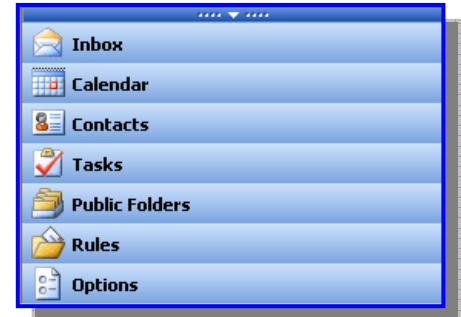 Inbox
Calendar
Contacts
Tasks
Public Folders
Rules
Options